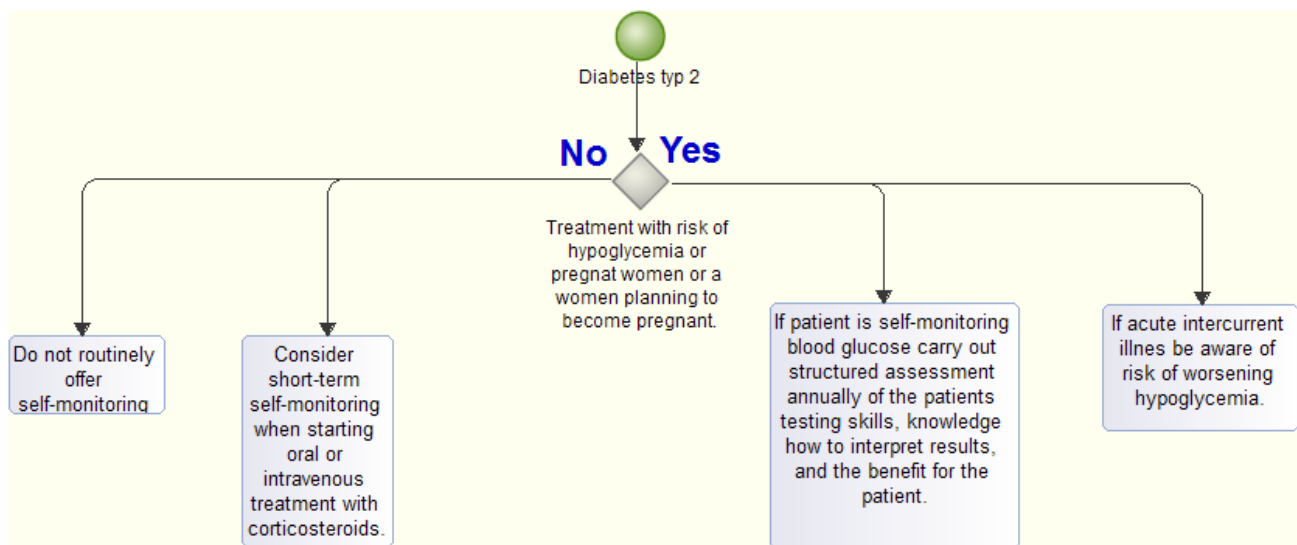 Diabetes typ 2
No
Yes
Treatment with risk of
hypoglycemia or
pregnat women or a
women planning to
become pregnant.
Do not routinely
offer
self-monitoring
Consider
short-term
self-monitoring
when starting
oral or
intravenous
treatment with
corticosteroids.
If patient is self-monitoring
blood glucose carry out
structured assessment
annually of the patients
testing skills, knowledge
how to interpret results,
and the benefit for the
patient.
If acute intercurrent
illnes be aware of
risk of worsening
hypoglycemia.